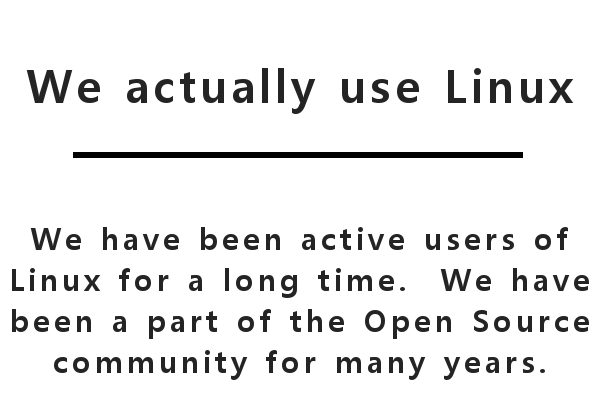 We actually use Linux
We have been active users of
Linux for a long time.  We have
been a part of the Open Source
community for many years.